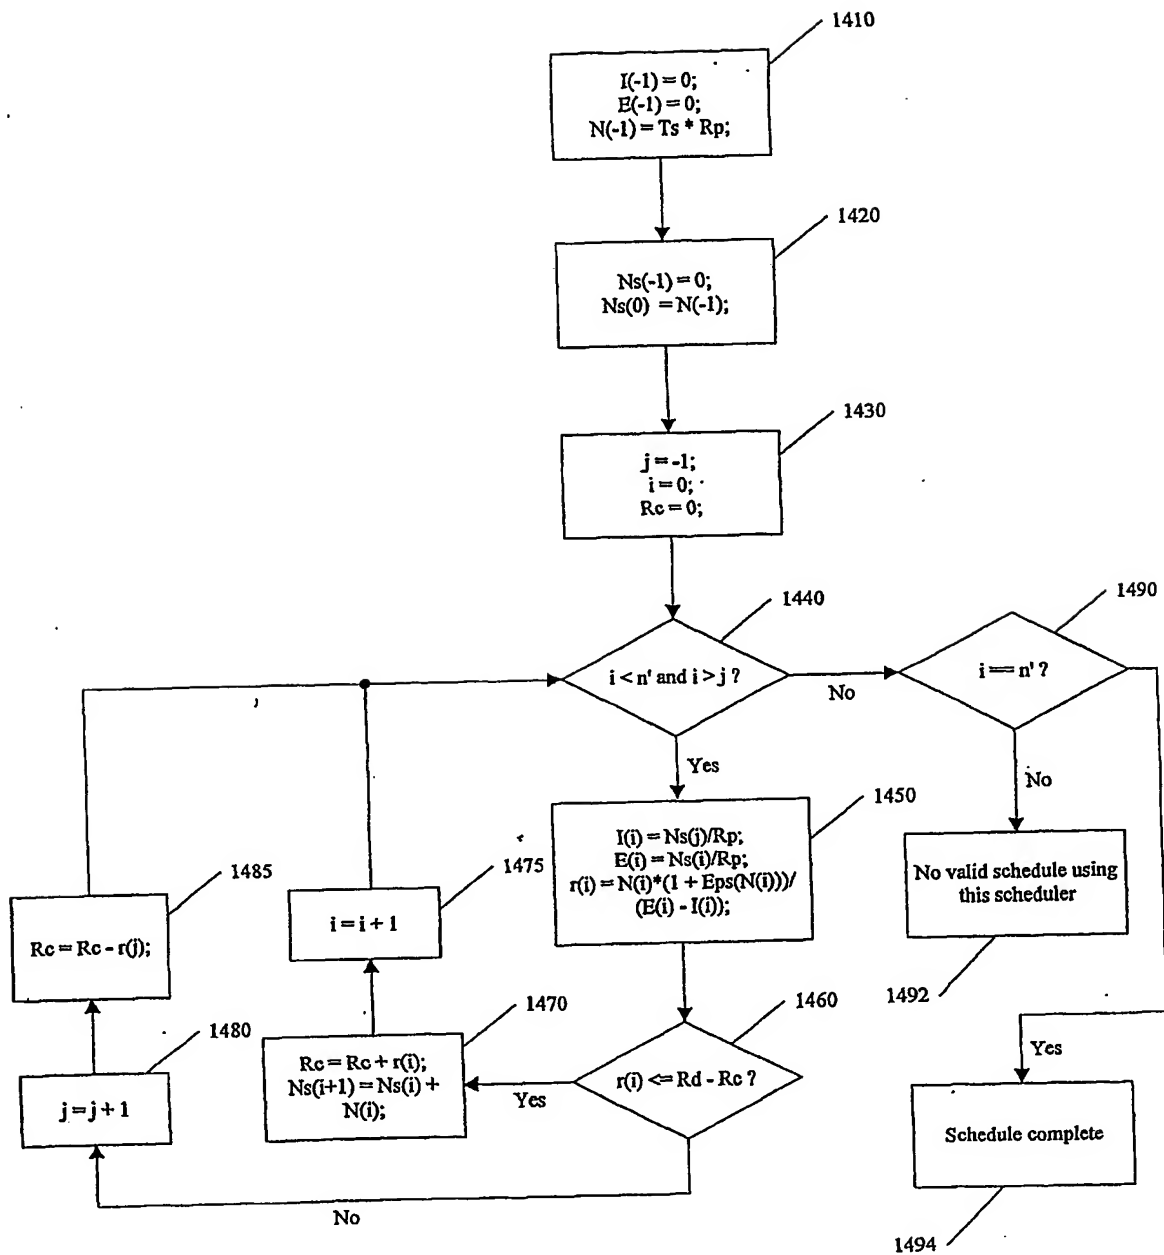 1410
I(-1) = 0;
E(-1) = 0;
N(-1) = Ts * Rp;
1420
Ns(-1) = 0;
Ns(0) = N(-1);
1430
j = -1;
i = 0;
Rc = 0;
1440
i < n' and i > j ?
No
1490
i == n' ?
Yes
No
1450
I(i) = Ns(j)/Rp;
E(i) = Ns(i)/Rp;
r(i) = N(i)*(1 + Eps(N(i)))/
(E(i) - I(i));
No valid schedule using
this scheduler
1492
1485
Rc = Rc - r(j);
1475
i = i + 1
1480
j = j + 1
1470
Rc = Rc + r(i);
Ns(i+1) = Ns(i) +
N(i);
Yes
1460
r(i) <= Rd - Rc ?
No
Yes
Schedule complete
1494